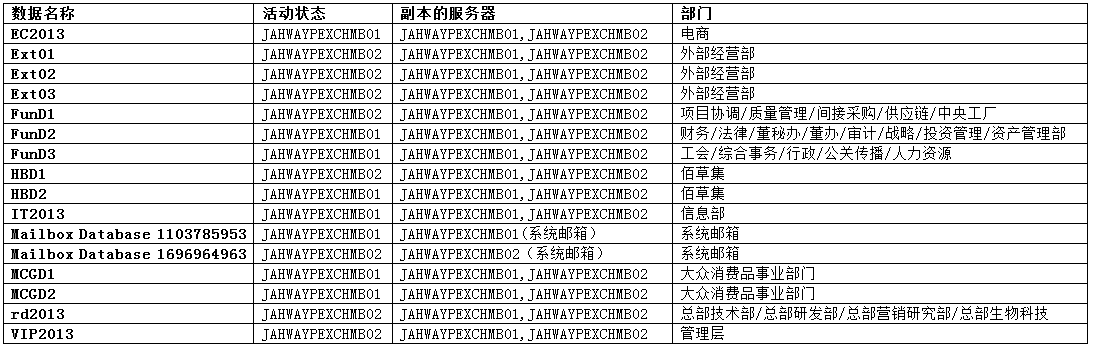 数据名称 活动状态 副本的服务器 部门
EC2013 JAHWAYPEXCHMB01 JAHWAYPEXCHMB01,JAHWAYPEXCHMB02 电商
Ext01 JAHWAYPEXCHMB02 JAHWAYPEXCHMB01,JAHWAYPEXCHMB02 外部经营部
Ext02 JAHWAYPEXCHMB02 JAHWAYPEXCHMB01,JAHWAYPEXCHMB02 外部经营部
Ext03 JAHWAYPEXCHMB02 JAHWAYPEXCHMB01,JAHWAYPEXCHMB02 外部经营部
FunD1 JAHWAYPEXCHMB02 JAHWAYPEXCHMB01,JAHWAYPEXCHMB02 项目协调/质量管理/间接采购/供应链/中央工厂
FunD2 JAHWAYPEXCHMB01 JAHWAYPEXCHMB01,JAHWAYPEXCHMB02 财务/法律/董秘办/董办/审计/战略/投资管理/资产管理部
FunD3 JAHWAYPEXCHMB01 JAHWAYPEXCHMB01,JAHWAYPEXCHMB02 工会/综合事务/行政/公关传播/人力资源
HBD1 JAHWAYPEXCHMB02 JAHWAYPEXCHMB01,JAHWAYPEXCHMB02 佰草集
HBD2 JAHWAYPEXCHMB01 JAHWAYPEXCHMB01,JAHWAYPEXCHMB02 佰草集
IT2013 JAHWAYPEXCHMB01 JAHWAYPEXCHMB01,JAHWAYPEXCHMB02 信息部
Mailbox Database 1103785953 JAHWAYPEXCHMB01 JAHWAYPEXCHMB01(系统邮箱) 系统邮箱
Mailbox Database 1696964963 JAHWAYPEXCHMB02 JAHWAYPEXCHMB02（系统邮箱） 系统邮箱
MCGD1 JAHWAYPEXCHMB01 JAHWAYPEXCHMB01,JAHWAYPEXCHMB02 大众消费品事业部门
MCGD2 JAHWAYPEXCHMB01 JAHWAYPEXCHMB01,JAHWAYPEXCHMB02 大众消费品事业部门
rd2013 JAHWAYPEXCHMB02 JAHWAYPEXCHMB01,JAHWAYPEXCHMB02 总部技术部/总部研发部/总部营销研究部/总部生物科技
VIP2013 JAHWAYPEXCHMB02 JAHWAYPEXCHMB01,JAHWAYPEXCHMB02 管理层